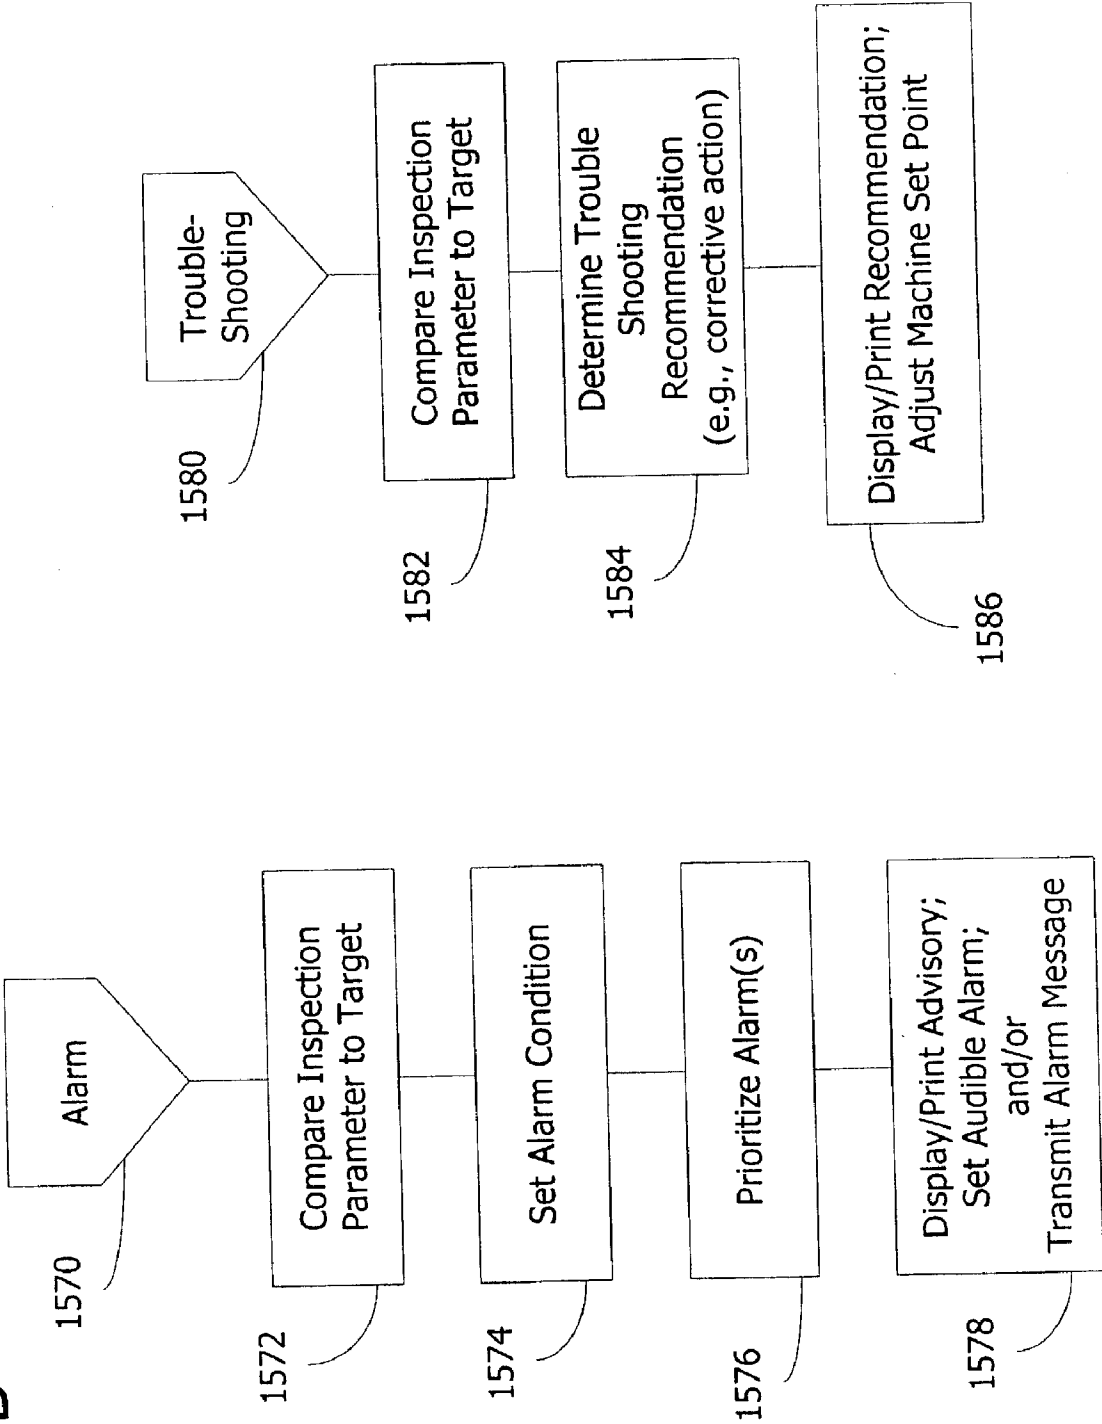 Alarm
1570
Compare Inspection
Parameter to Target
1572
Set Alarm Condition
1574
Prioritize Alarm(s)
1576
Display/Print Advisory;
Set Audible Alarm;
and/or
Transmit Alarm Message
1578
Trouble-
Shooting
1580
Compare Inspection
Parameter to Target
1582
Determine Trouble
Shooting
Recommendation
(e.g., corrective action)
1584
Display/Print Recommendation;
Adjust Machine Set Point
1586